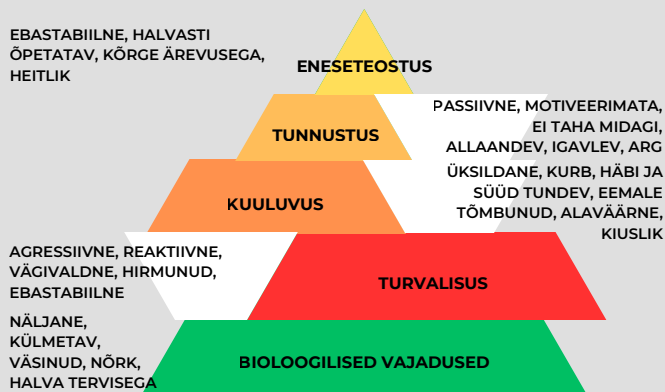 EBASTABIILNE, HALVASTI
ÕPETATAV, KÕRGE ÄREVUSEGA,
HEITLIK
ENESETEOSTUS
PASSIIVNE, MOTIVEERIMATA,
EI TAHA MIDAGI,
ALLAANDEV, IGAVLEV, ARG
TUNNUSTUS
ÜKSILDANE, KURB, HÄBI JA
SÜÜD TUNDEV, EEMALE
TÕMBUNUD, ALAVÄÄRNE,
KIUSLIK
KUULUVUS
AGRESSIIVNE, REAKTIIVNE,
VÄGIVALDNE, HIRMUNUD,
EBASTABIILNE
TURVALISUS
NÄLJANE,
KÜLMETAV,
VÄSINUD, NÕRK,
HALVA TERVISEGA
BIOLOOGILISED VAJADUSED